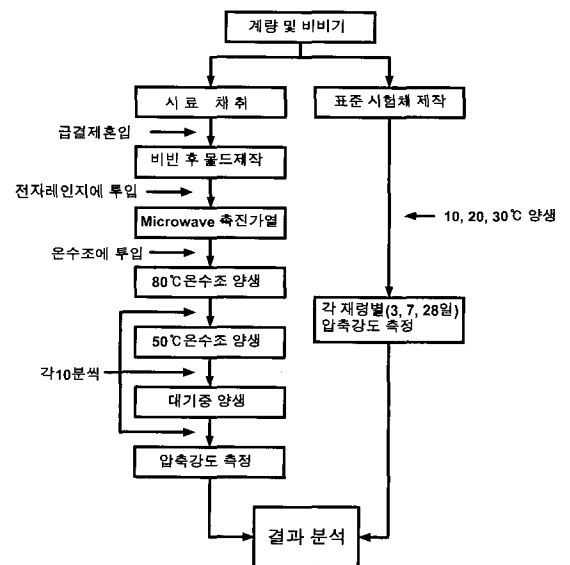 계량 및 비비기
시료 채취
표준 시험체 제작
급결제혼입
비빈 후 몰드제작
전자레인지에 투입
Microwave 촉진가열
10, 20, 30℃ 양생
온수조에 투입
80℃온수조 양생
각 재령별(3, 7, 28일)
압축강도 측정
50℃온수조 양생
각10분씩
대기중 양생
압축강도 측정
결과 분석